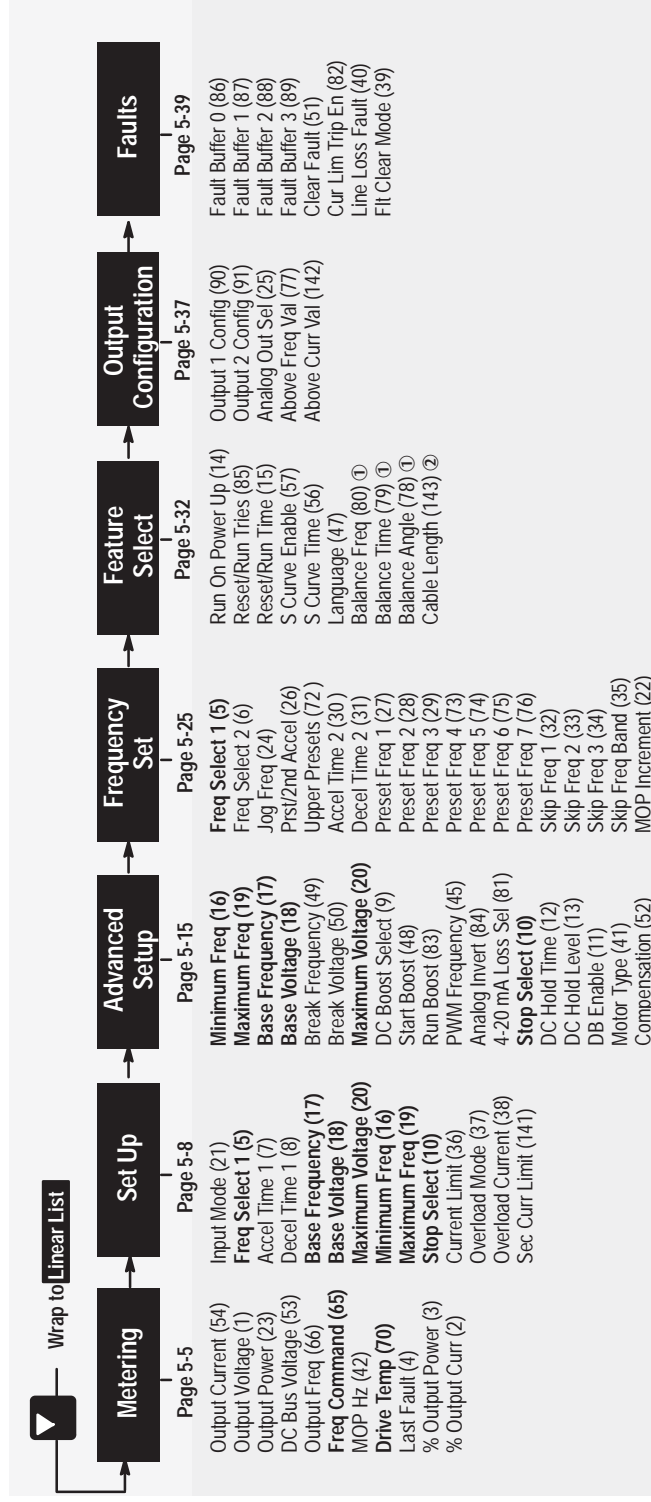 Wrap to Linear List
Metering
Page 5-5
Output Current (54)
Output Voltage (1)
Output Power (23)
DC Bus Voltage (53)
Output Freq (66)
Freq Command (65)
MOP Hz (42)
Drive Temp (70)
Last Fault (4)
% Output Power (3)
% Output Curr (2)
Set Up
Page 5-8
Input Mode (21)
Freq Select 1 (5)
Accel Time 1 (7)
Decel Time 1 (8)
Base Frequency (17)
Base Voltage (18)
Maximum Voltage (20)
Minimum Freq (16)
Maximum Freq (19)
Stop Select (10)
Current Limit (36)
Overload Mode (37)
Overload Current (38)
Sec Curr Limit (141)
Advanced
Setup
Page 5-15
Minimum Freq (16)
Maximum Freq (19)
Base Frequency (17)
Base Voltage (18)
Break Frequency (49)
Break Voltage (50)
Maximum Voltage (20)
DC Boost Select (9)
Start Boost (48)
Run Boost (83)
PWM Frequency (45)
Analog Invert (84)
4-20 mA Loss Sel (81)
Stop Select (10)
DC Hold Time (12)
DC Hold Level (13)
DB Enable (11)
Motor Type (41)
Compensation (52)
Frequency
Set
Page 5-25
Freq Select 1 (5)
Freq Select 2 (6)
Jog Freq (24)
Prst/2nd Accel (26)
Upper Presets (72 )
Accel Time 2 (30 )
Decel Time 2 (31)
Preset Freq 1 (27)
Preset Freq 2 (28)
Preset Freq 3 (29)
Preset Freq 4 (73)
Preset Freq 5 (74)
Preset Freq 6 (75)
Preset Freq 7 (76)
Skip Freq 1 (32)
Skip Freq 2 (33)
Skip Freq 3 (34)
Skip Freq Band (35)
MOP Increment (22)
Feature
Select
Page 5-32
Run On Power Up (14)
Reset/Run Tries (85)
Reset/Run Time (15)
S Curve Enable (57)
S Curve Time (56)
Language (47)
Balance Freq (80) ①
Balance Time (79) ①
Balance Angle (78) ①
Cable Length (143) ②
Output
Configuration
Page 5-37
Output 1 Config (90)
Output 2 Config (91)
Analog Out Sel (25)
Above Freq Val (77)
Above Curr Val (142)
Faults
Page 5-39
Fault Buffer 0 (86)
Fault Buffer 1 (87)
Fault Buffer 2 (88)
Fault Buffer 3 (89)
Clear Fault (51)
Cur Lim Trip En (82)
Line Loss Fault (40)
Flt Clear Mode (39)